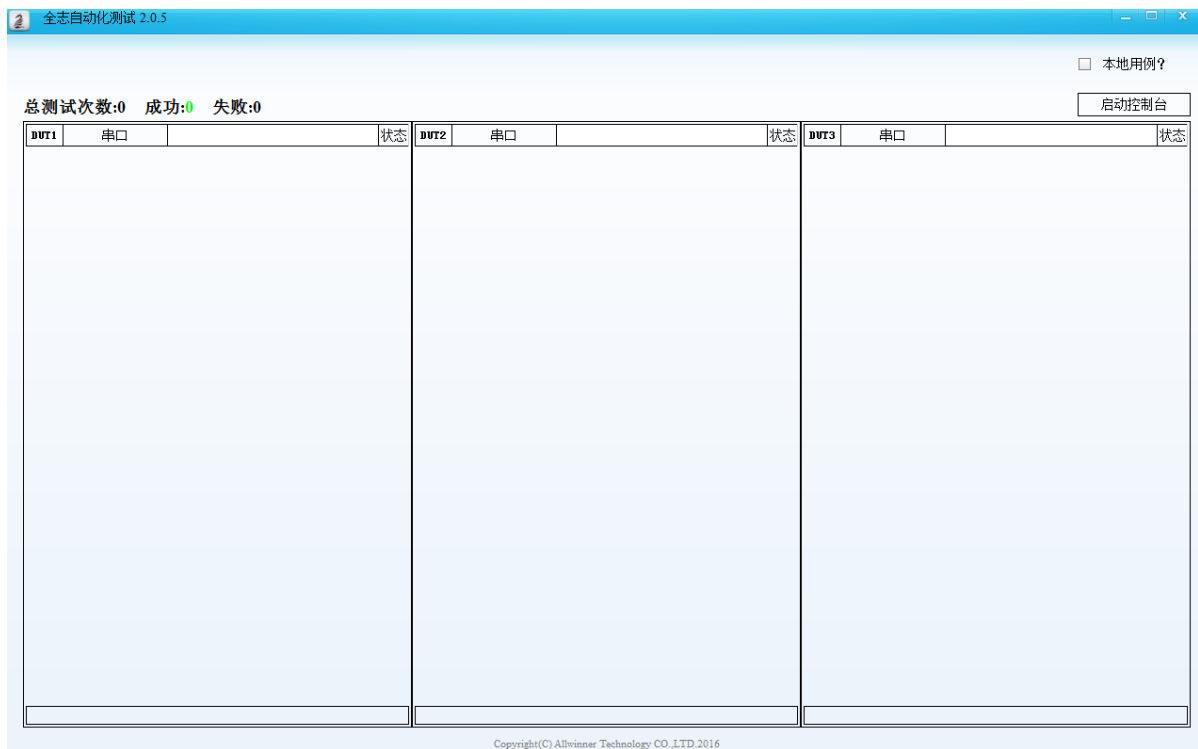 全志自动化测试 2.0.5
本地用例?
总测试次数:0 成功:0 失败:0
启动控制台
DUT1 串口 状态 DUT2 串口 状态 DUT3 串口 状态
Copyright(C) Allwinner Technology CO.,LTD.2016